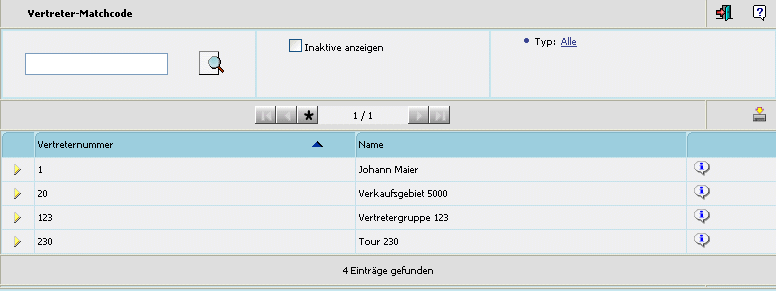 Vertreter-Matchcode
Inaktive anzeigen
Typ: Alle
1 / 1
Vertreternummer Name
1 Johann Maier
20 Verkaufsgebiet 5000
123 Vertretergruppe 123
230 Tour 230
4 Einträge gefunden